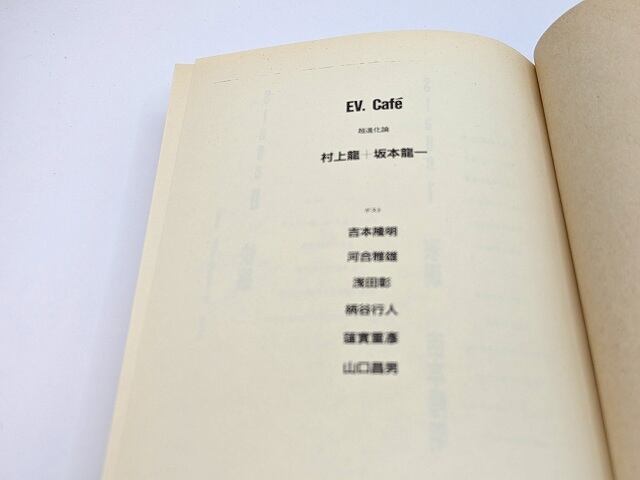 EV. Café
超進化論
村上龍＋坂本龍一
ゲスト
吉本隆明
河合雅雄
浅田彰
柄谷行人
蓮實重彥
山口昌男